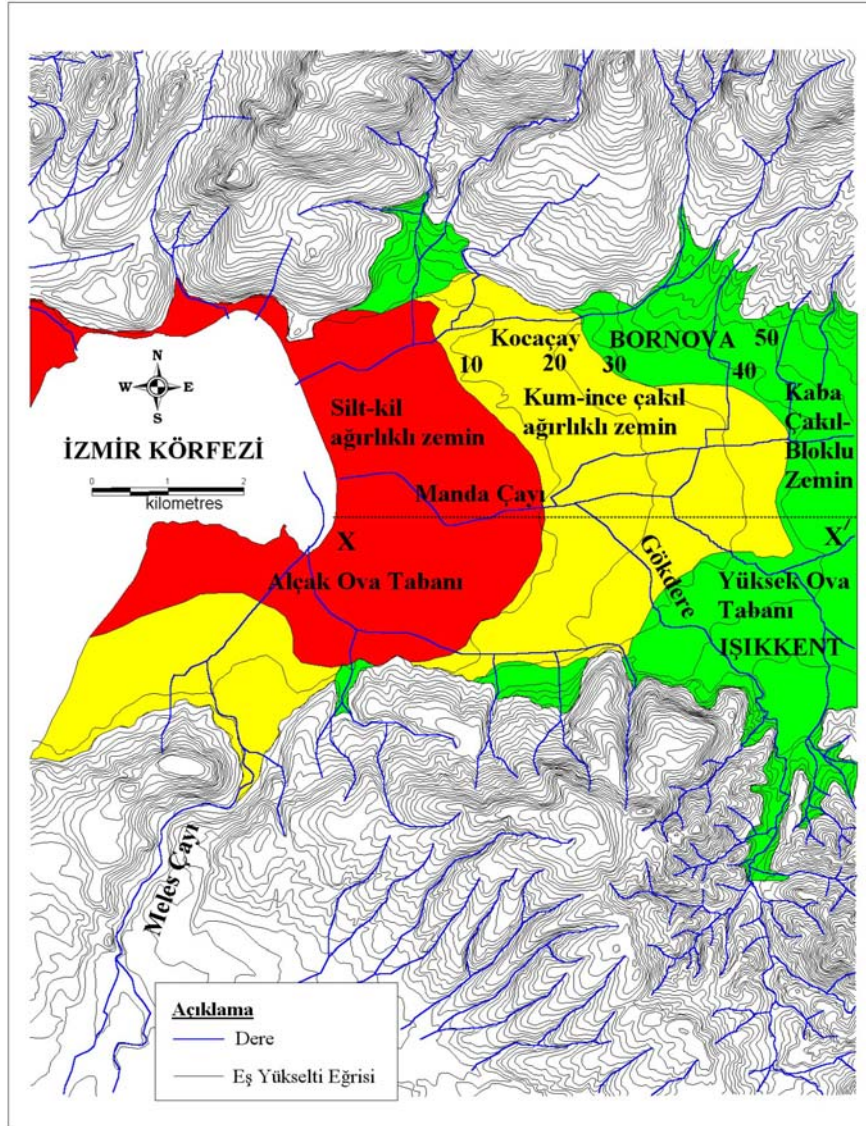 Kocaçay
BORNOVA
50
10
20
30
40
Silt-kil
ağırlıklı zemin
Kum-ince çakıl
ağırlıklı zemin
Kaba
Çakıl-
Bloklu
Zemin
N
W E
S
İZMİR KÖRFEZİ
0 1 2
kilometres
Manda Çayı
X
X'
Alçak Ova Tabanı
Gökdere
Yüksek Ova
Tabanı
IŞIKKENT
Meles Çayı
Açıklama
Dere
Eş Yükselti Eğrisi